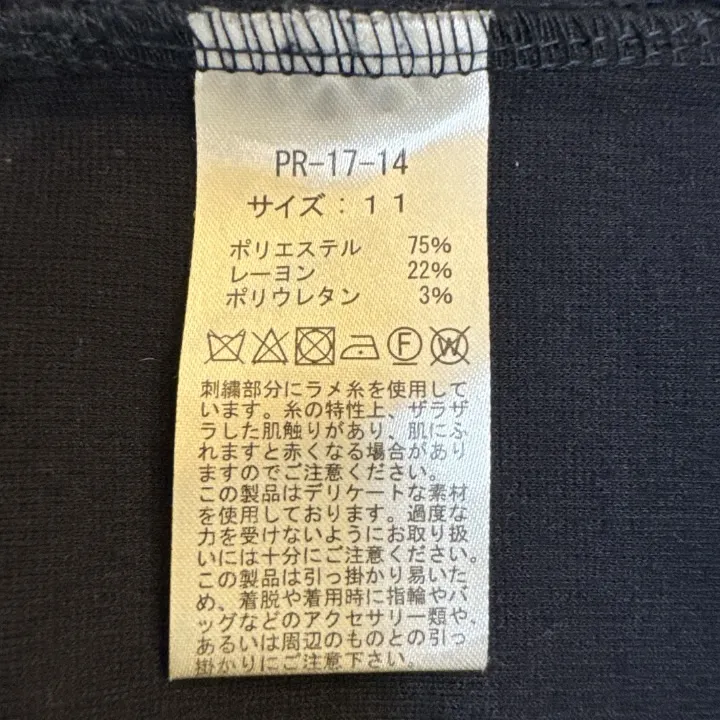 PR-17-14
サイズ：１１
ポリエステル 75%
レーヨン 22%
ポリウレタン 3%
F W
刺繍部分にラメ糸を使用して
います。糸の特性上、ザラザ
ラした肌触りがあり、肌にふ
れますと赤くなる場合があり
ますのでご注意ください。
この製品はデリケートな素材
を使用しております。過度な
力を受けないようにお取り扱
いには十分にご注意ください。
この製品は引っ掛かり易いた
め、着脱や着用時に指輪やバ
ッグなどのアクセサリー類や、
あるいは周辺のものとの引っ
掛かりにご注意下さい。